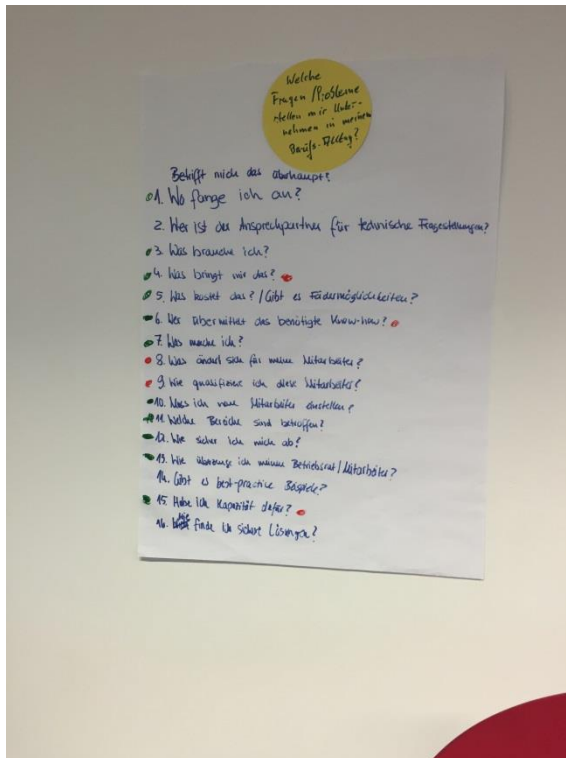 Welche
Fragen / Probleme
stellen mir Unter-
nehmen in meinem
Berufs-Alltag?
Betrifft mich das überhaupt?
1. Wo fange ich an?
2. Wer ist der Ansprechpartner für technische Fragestellungen?
3. Was brauche ich?
4. Was bringt mir das?
5. Was kostet das? / Gibt es Fördermöglichkeiten?
6. Wer übermittelt das benötigte Know-how?
7. Was mache ich?
8. Was ändert sich für meine Mitarbeiter?
9. Wie qualifiziere ich diese Mitarbeiter?
10. Muss ich neue Mitarbeiter einstellen?
11. Welche Bereiche sind betroffen?
12. Wie sicher ich mich ab?
13. Wie überzeuge ich meinen Betriebsrat / Mitarbeiter?
14. Gibt es best-practice Beispiele?
15. Habe ich Kapazität dafür?
16. Wie finde ich sichere Lösungen?